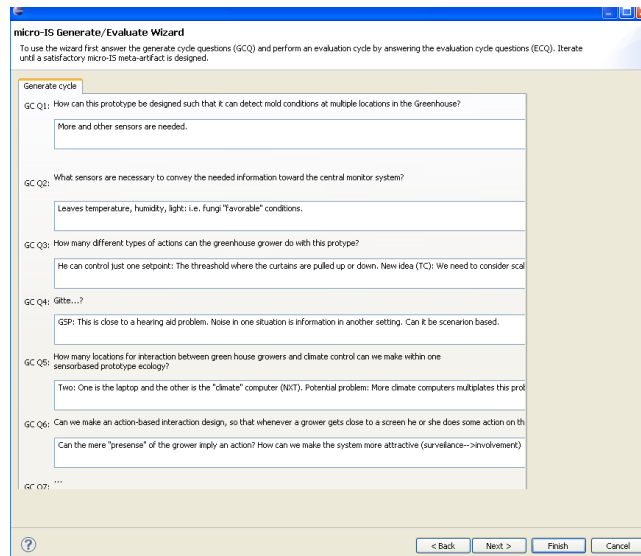 micro-IS Generate/Evaluate Wizard
To use the wizard first answer the generate cycle questions (GCQ) and perform an evaluation cycle by answering the evaluation cycle questions (ECQ). Iterate
until a satisfactory micro-IS meta-artifact is designed.
Generate cycle
GC Q1: How can this prototype be designed such that it can detect mold conditions at multiple locations in the Greenhouse?
More and other sensors are needed.
GC Q2: What sensors are necessary to convey the needed information toward the central monitor system?
Leaves temperature, humidity, light: i.e. fungi "favorable" conditions.
GC Q3: How many different types of actions can the greenhouse grower do with this protype?
He can control just one setpoint: The threashold where the curtains are pulled up or down. New idea (TC): We need to consider scal
GC Q4: Gitte...?
GSP: This is close to a hearing aid problem. Noise in one situation is information in another setting. Can it be scenarion based.
GC Q5: How many locations for interaction between green house growers and climate control can we make within one
sensorbased prototype ecology?
Two: One is the laptop and the other is the "climate" computer (NXT). Potential problem: More climate computers multiplates this prob
GC Q6: Can we make an action-based interaction design, so that whenever a grower gets close to a screen he or she does some action on th
Can the mere "presense" of the grower imply an action? How can we make the system more attractive (surveilance-->involvement)
GC Q7: ...
?
< Back
Next >
Finish
Cancel